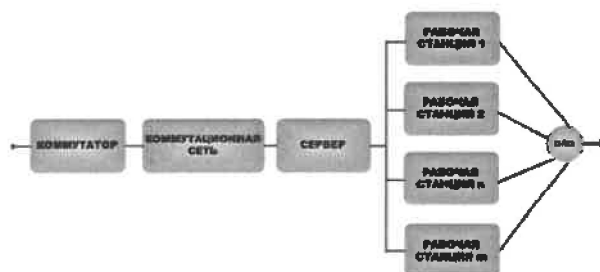 РАБОЧАЯ
СТАНЦИЯ 1
РАБОЧАЯ
СТАНЦИЯ 2
КОММУТАТОР
КОММУТАЦИОННАЯ
СЕТЬ
СЕРВЕР
n/m
РАБОЧАЯ
СТАНЦИЯ n
РАБОЧАЯ
СТАНЦИЯ m